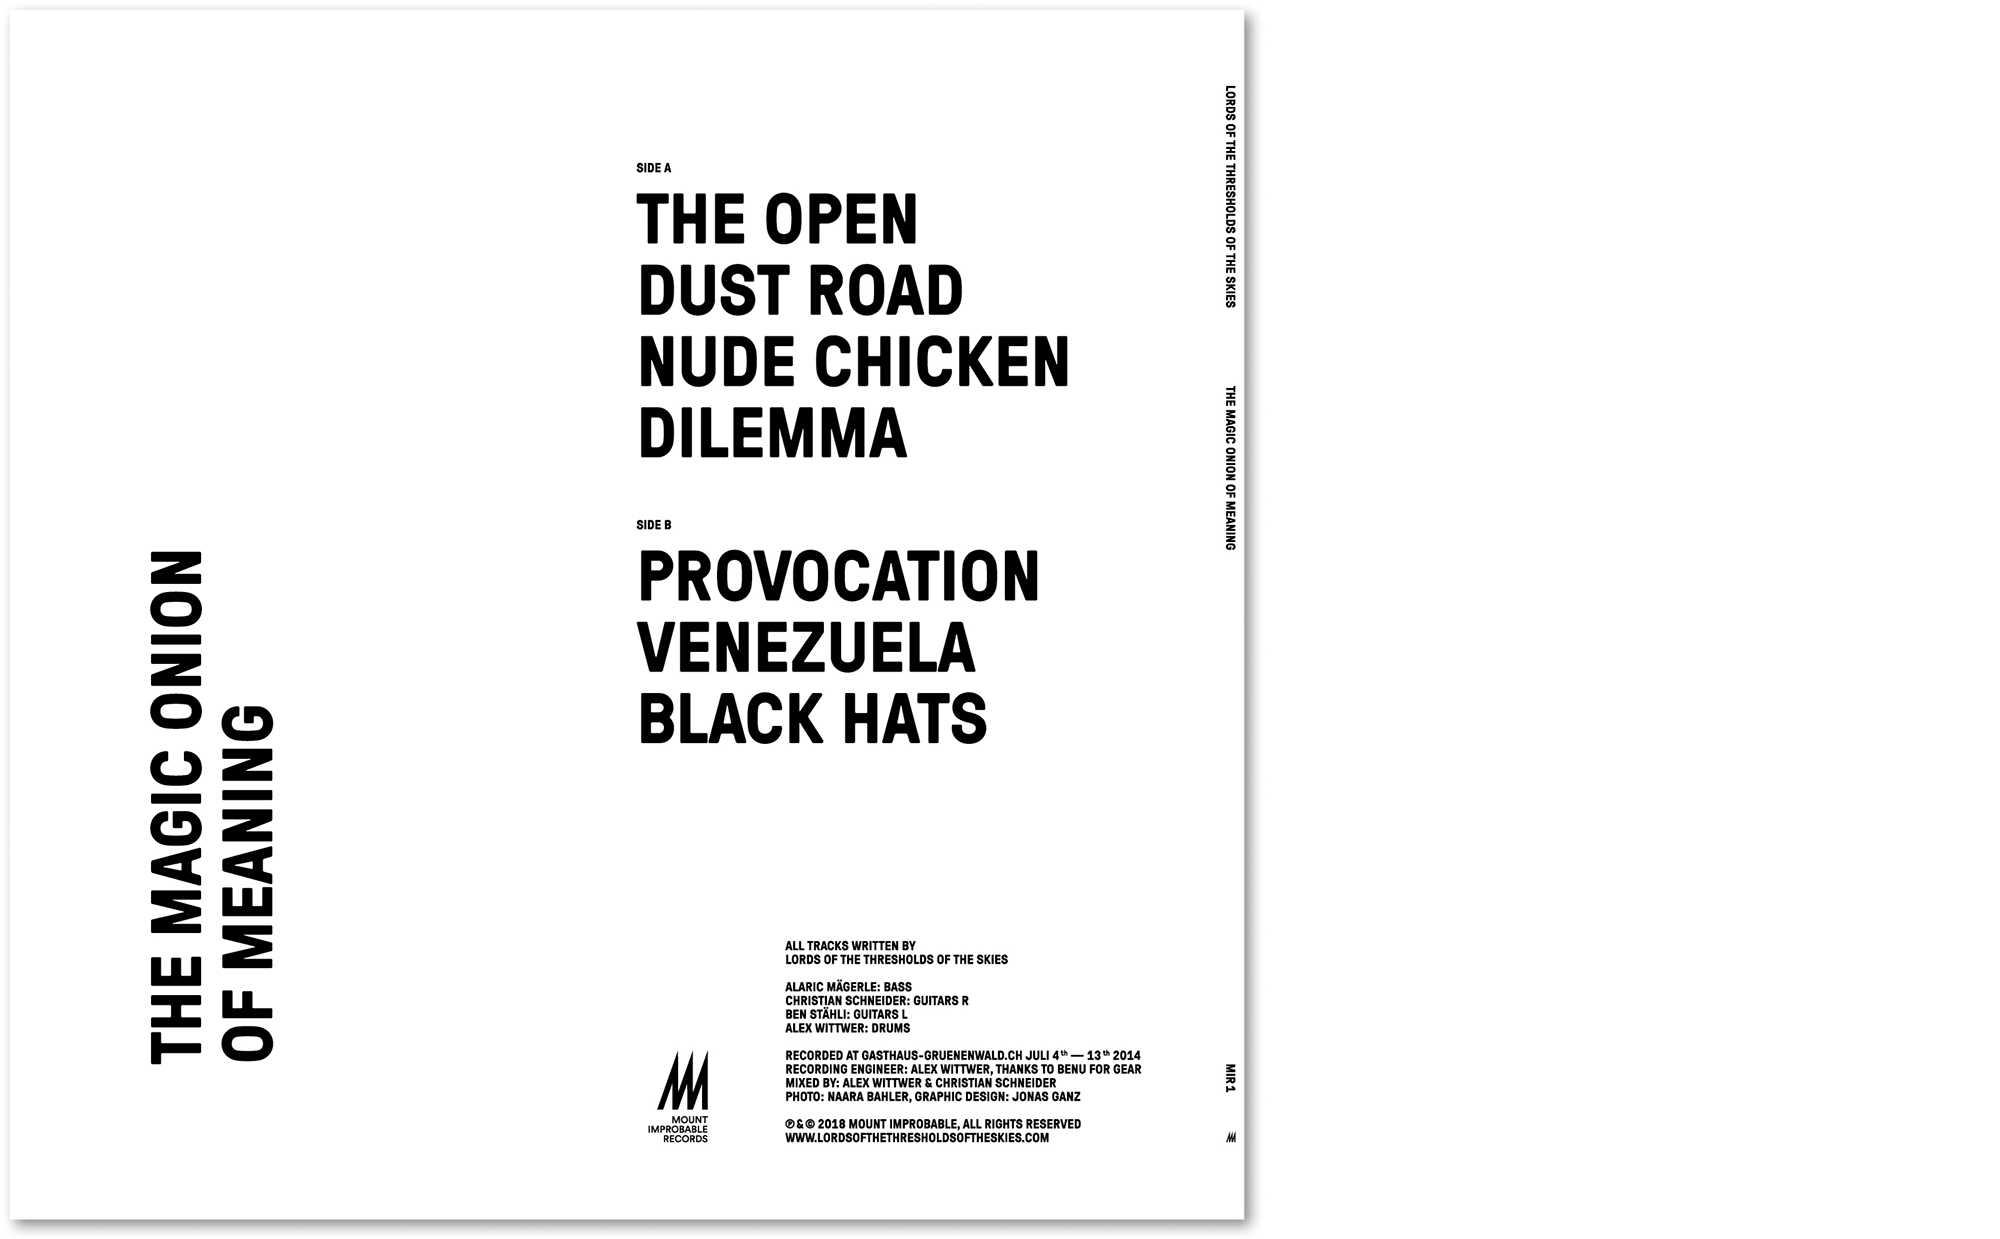 THE MAGIC ONION
OF MEANING
SIDE A
THE OPEN
DUST ROAD
NUDE CHICKEN
DILEMMA
SIDE B
PROVOCATION
VENEZUELA
BLACK HATS
ALL TRACKS WRITTEN BY
LORDS OF THE THRESHOLDS OF THE SKIES
ALARIC MÄGERLE: BASS
CHRISTIAN SCHNEIDER: GUITARS R
BEN STÄHLI: GUITARS L
ALEX WITTWER: DRUMS
RECORDED AT GASTHAUS-GRUENENWALD.CH JULI 4th — 13th 2014
RECORDING ENGINEER: ALEX WITTWER, THANKS TO BENU FOR GEAR
MIXED BY: ALEX WITTWER & CHRISTIAN SCHNEIDER
PHOTO: NAARA BAHLER, GRAPHIC DESIGN: JONAS GANZ
℗ & © 2018 MOUNT IMPROBABLE, ALL RIGHTS RESERVED
WWW.LORDSOFTHETHRESHOLDSOFTHESKIES.COM
MOUNT
IMPROBABLE
RECORDS
LORDS OF THE THRESHOLDS OF THE SKIES
THE MAGIC ONION OF MEANING
MIR 1